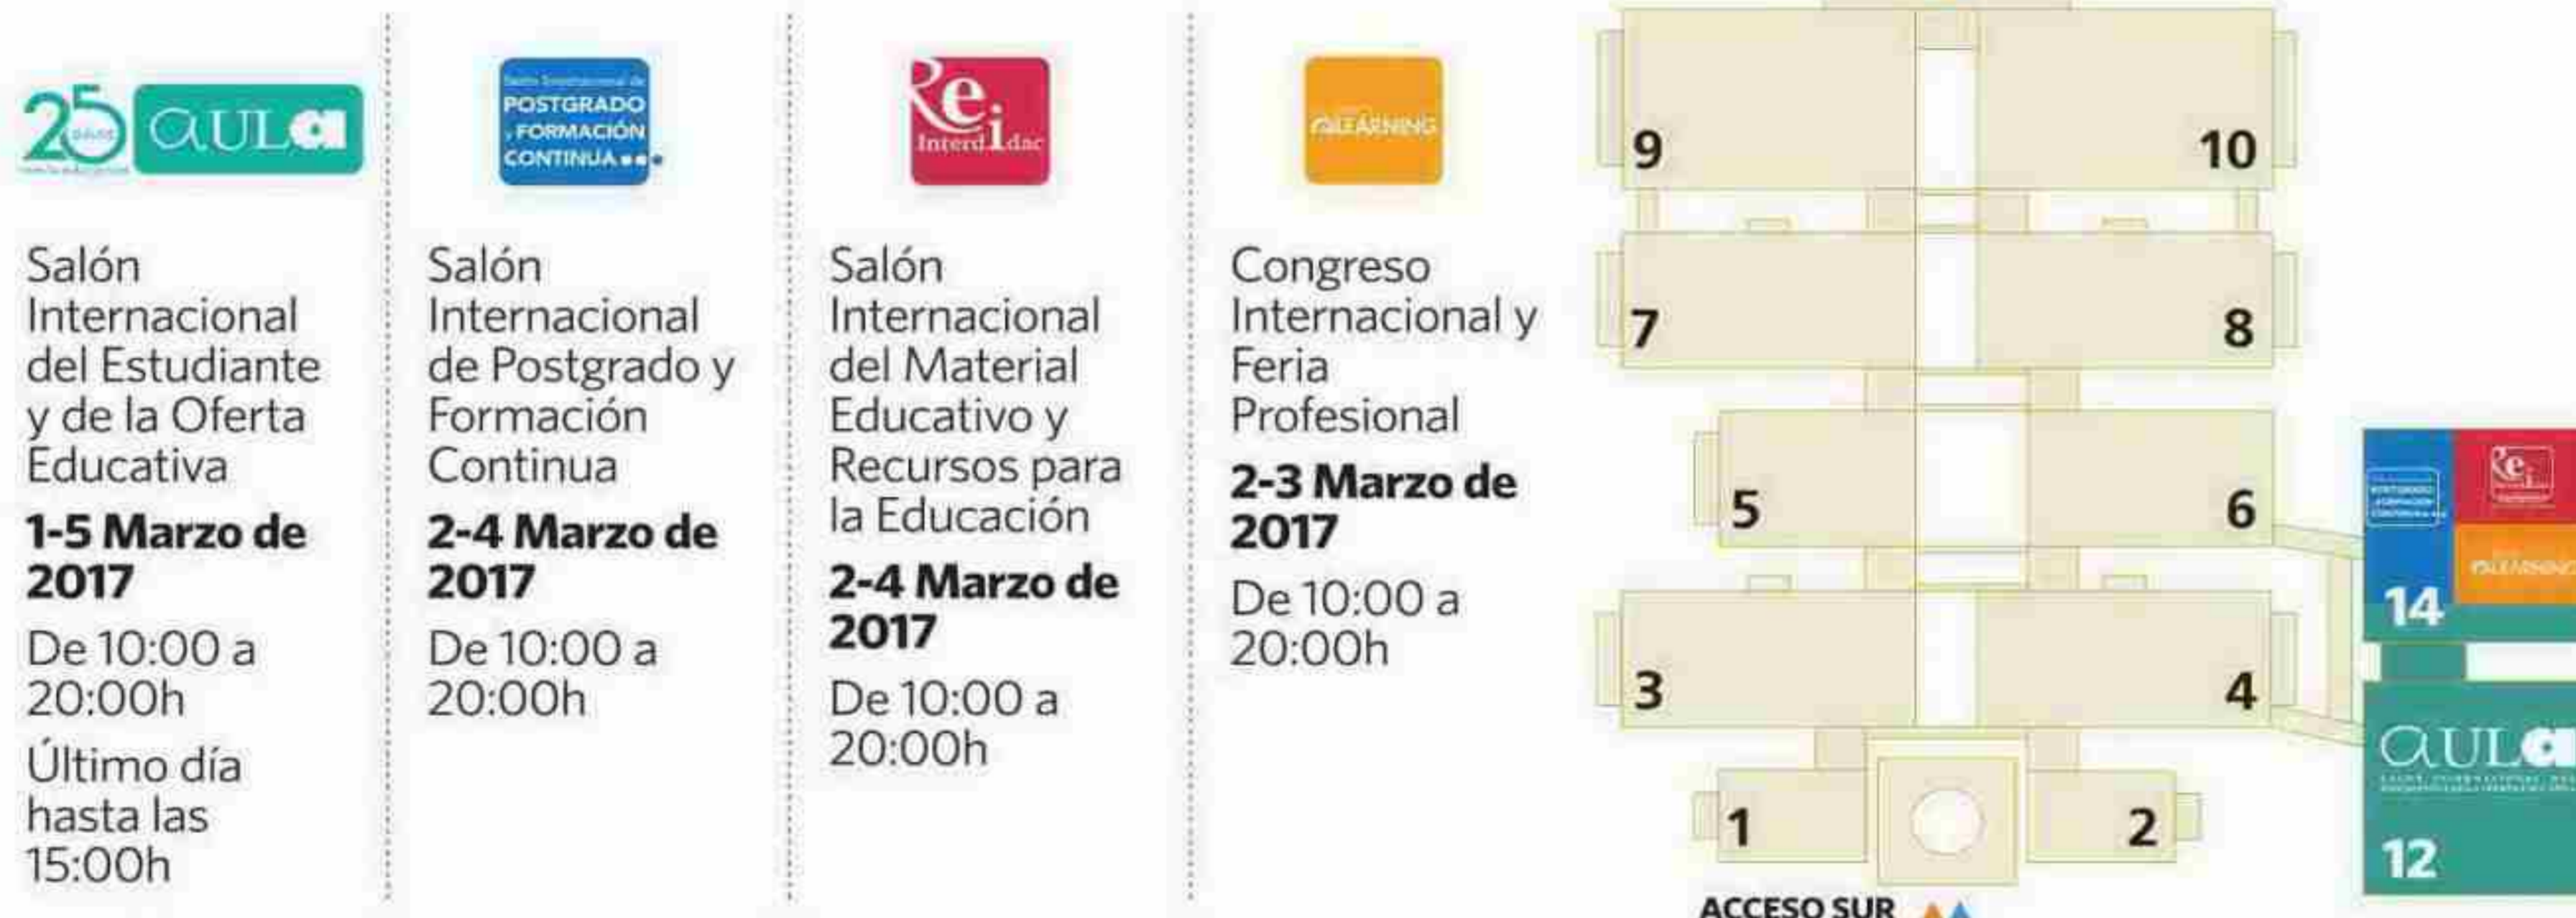 25
AULA
Salón
Internacional
del Estudiante
y de la Oferta
Educativa
1-5 Marzo de
2017
De 10:00 a
20:00h
Último día
hasta las
15:00h
POSTGRADO
y FORMACIÓN
CONTINUA
Salón
Internacional
de Postgrado y
Formación
Continua
2-4 Marzo de
2017
De 10:00 a
20:00h
Rei
Interdidac
Salón
Internacional
del Material
Educativo y
Recursos para
la Educación
2-4 Marzo de
2017
De 10:00 a
20:00h
LEARNING
Congreso
Internacional y
Feria
Profesional
2-3 Marzo de
2017
De 10:00 a
20:00h
9
10
7
8
5
6
3
4
1
2
ACCESO SUR
Rei
14
AULA
12